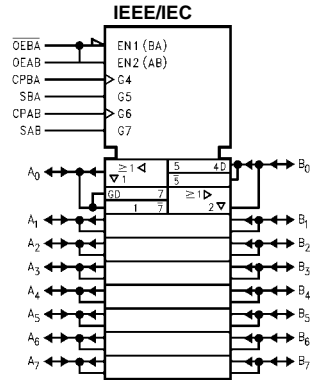 IEEE/IEC
OEBA EN1 (BA)
OEAB EN2 (AB)
CPBA G4
SBA G5
CPAB G6
SAB G7
A0 ≥1 ◁ 5 4D B0
▽1 5
GD 7 ≥1 ▷
1 7 2 ▽
A1 B1
A2 B2
A3 B3
A4 B4
A5 B5
A6 B6
A7 B7